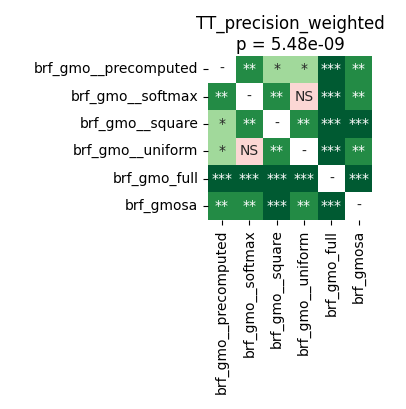 TT_precision_weighted
p = 5.48e-09
brf_gmo__precomputed - ** * * *** **
brf_gmo__softmax ** - ** NS *** **
brf_gmo__square * ** - ** *** ***
brf_gmo__uniform * NS ** - *** **
brf_gmo_full *** *** *** *** - ***
brf_gmosa ** ** *** ** *** -
brf_gmo__precomputed
brf_gmo__softmax
brf_gmo__square
brf_gmo__uniform
brf_gmo_full
brf_gmosa